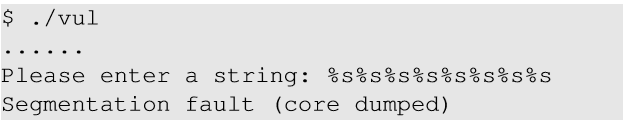 $ ./vul
......
Please enter a string: %s%s%s%s%s%s%s%s
Segmentation fault (core dumped)